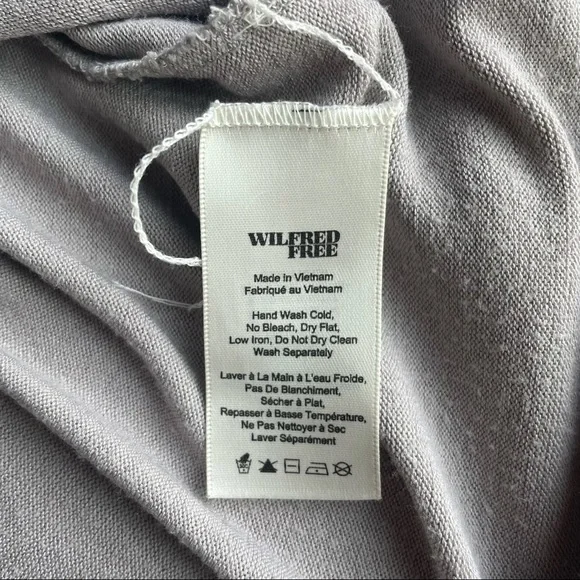 WILFRED
FREE
Made in Vietnam
Fabriqué au Vietnam
Hand Wash Cold,
No Bleach, Dry Flat,
Low Iron, Do Not Dry Clean
Wash Separately
Laver à La Main à L'eau Froide,
Pas De Blanchiment,
Sécher à Plat,
Repasser à Basse Température,
Ne Pas Nettoyer à Sec
Laver Séparément